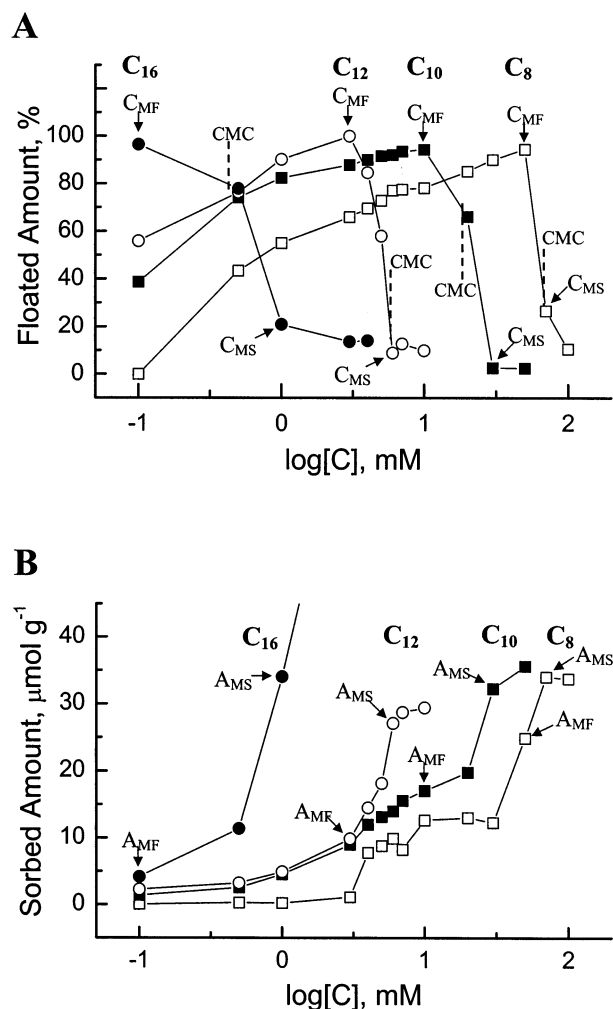 A
C16 C12 C10 C8
CMF CMF CMF CMF
CMC
100
80
60
40
20
0
Floated Amount, %
CMC CMC CMC
CMS CMS CMS CMS
-1 0 1 2
log[C], mM
B
C16 C12 C10 C8
40
30
20
10
0
Sorbed Amount, μmol g-1
AMS AMS AMS AMS
AMF AMF AMF AMF
-1 0 1 2
log[C], mM